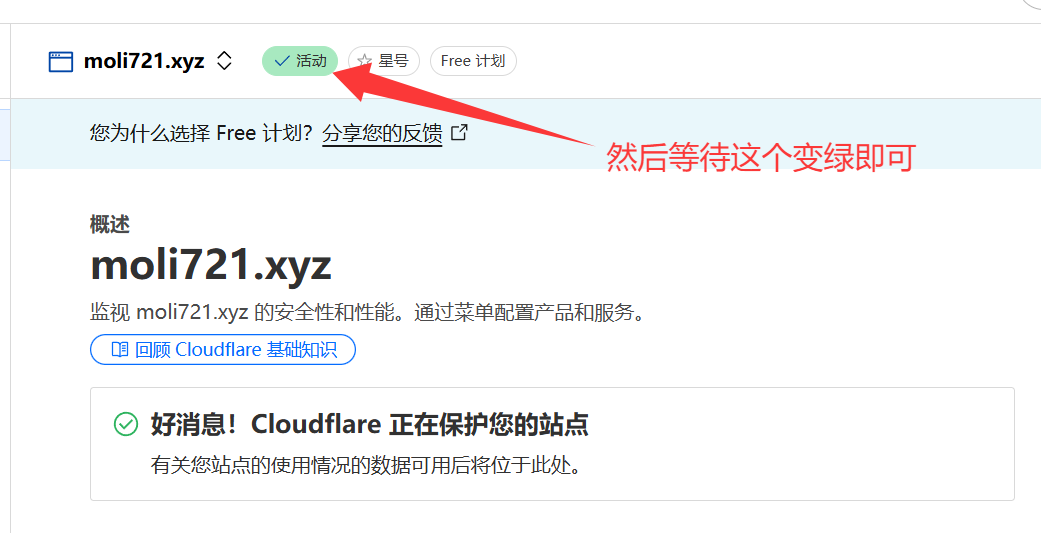 moli721.xyz 活动 星号 Free 计划
您为什么选择 Free 计划？分享您的反馈
然后等待这个变绿即可
概述
moli721.xyz
监视 moli721.xyz 的安全性和性能。通过菜单配置产品和服务。
回顾 Cloudflare 基础知识
好消息！Cloudflare 正在保护您的站点
有关您站点的使用情况的数据可用后将位于此处。